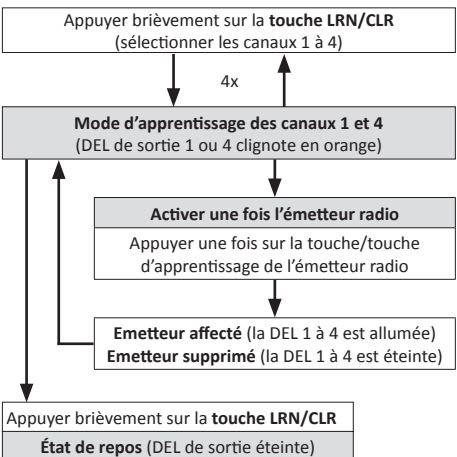 Appuyer brièvement sur la touche LRN/CLR
(sélectionner les canaux 1 à 4)
4x
Mode d'apprentissage des canaux 1 et 4
(DEL de sortie 1 ou 4 clignote en orange)
Activer une fois l'émetteur radio
Appuyer une fois sur la touche/touche
d'apprentissage de l'émetteur radio
Emetteur affecté (la DEL 1 à 4 est allumée)
Emetteur supprimé (la DEL 1 à 4 est éteinte)
Appuyer brièvement sur la touche LRN/CLR
État de repos (DEL de sortie éteinte)